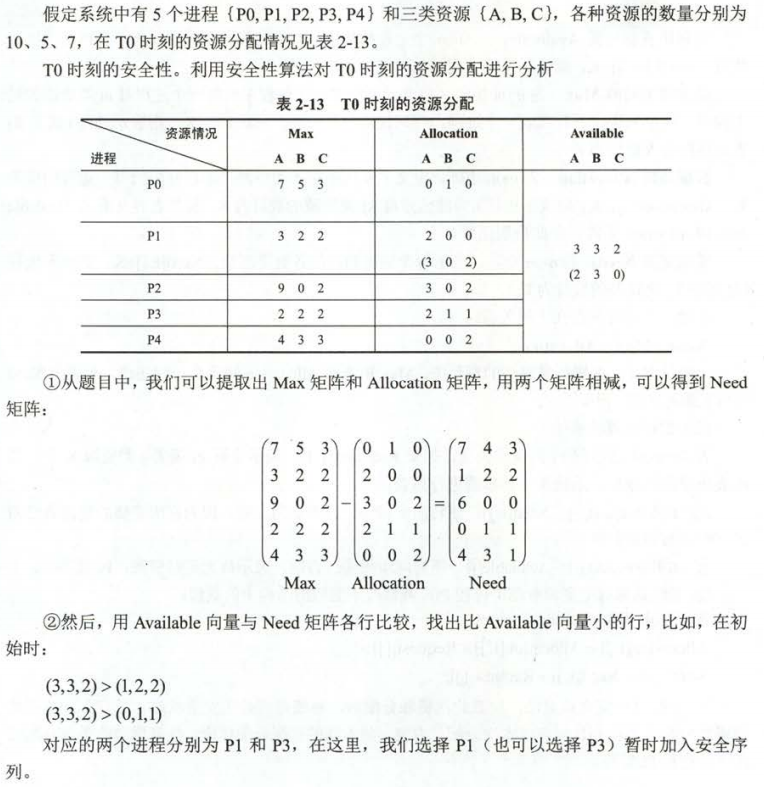 假定系统中有 5 个进程{P0, P1, P2, P3, P4}和三类资源{A, B, C}，各种资源的数量分别为
10、5、7，在 T0 时刻的资源分配情况见表 2-13。
T0 时刻的安全性。利用安全性算法对 T0 时刻的资源分配进行分析
表 2-13 T0 时刻的资源分配
资源情况 Max Allocation Available
进程 A B C A B C A B C
P0 7 5 3 0 1 0
P1 3 2 2 2 0 0
3 3 2
(3 0 2) (2 3 0)
P2 9 0 2 3 0 2
P3 2 2 2 2 1 1
P4 4 3 3 0 0 2
①从题目中，我们可以提取出 Max 矩阵和 Allocation 矩阵，用两个矩阵相减，可以得到 Need
矩阵：
7 5 3 0 1 0 7 4 3
3 2 2 2 0 0 1 2 2
9 0 2 − 3 0 2 = 6 0 0
2 2 2 2 1 1 0 1 1
4 3 3 0 0 2 4 3 1
Max Allocation Need
②然后，用 Available 向量与 Need 矩阵各行比较，找出比 Available 向量小的行，比如，在初
始时：
(3,3,2) > (1,2,2)
(3,3,2) > (0,1,1)
对应的两个进程分别为 P1 和 P3，在这里，我们选择 P1（也可以选择 P3）暂时加入安全序
列。